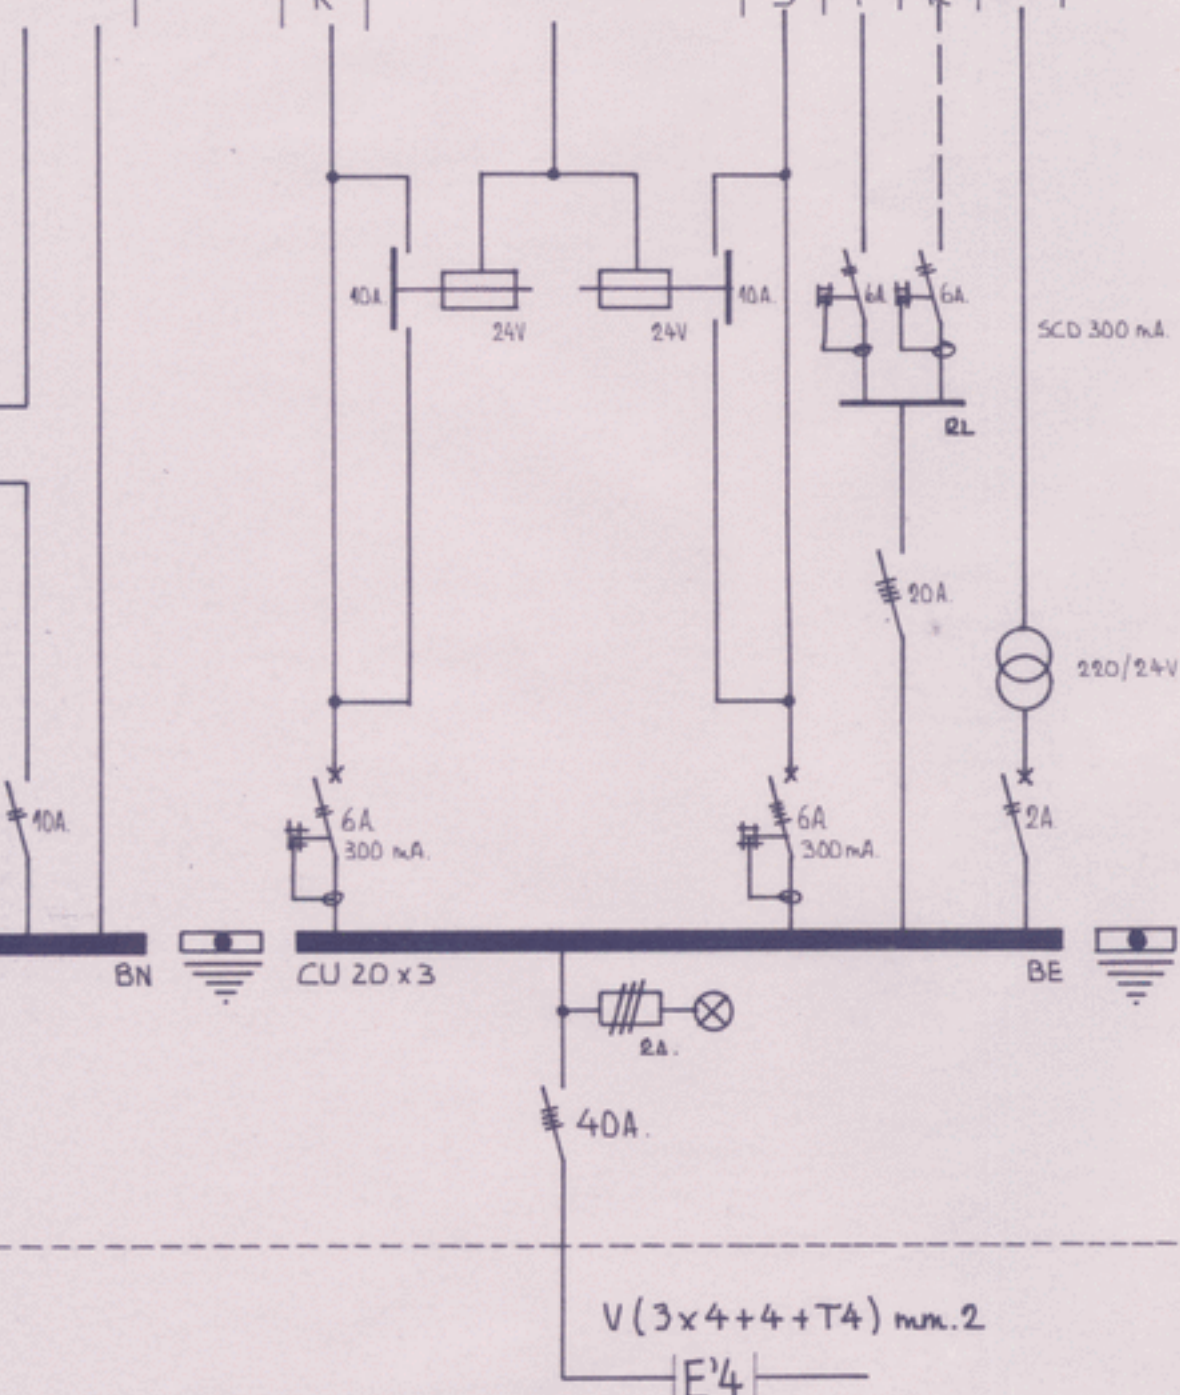 10A.
24V
24V
10A.
6A
6A.
SCD 300 mA.
RL
20A.
220/24V
10A.
6A
300 mA.
6A
300mA.
2A
BN
CU 20 x 3
BE
2A.
40A.
V (3x4+4+T4) mm.2
E'4